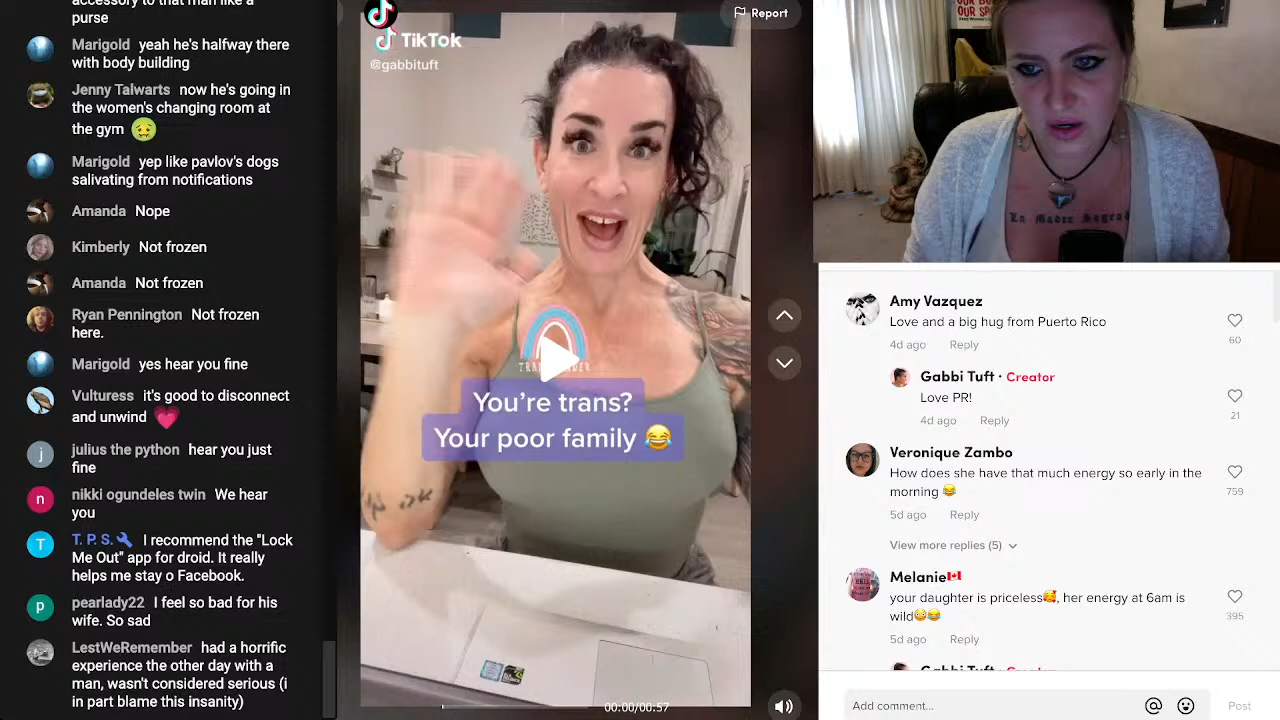 accessory to that man like a
purse
Marigold yeah he's halfway there
with body building
Jenny Talwarts now he's going in
the women's changing room at
the gym 🤢
Marigold yep like pavlov's dogs
salivating from notifications
Amanda Nope
Kimberly Not frozen
Amanda Not frozen
Ryan Pennington Not frozen
here.
Marigold yes hear you fine
Vulturess it's good to disconnect
and unwind 💗
j
julius the python hear you just
fine
n
nikki ogundeles twin We hear
you
T
T. P. S.🔧 I recommend the "Lock
Me Out" app for droid. It really
helps me stay o Facebook.
p
pearlady22 I feel so bad for his
wife. So sad
LestWeRemember had a horrific
experience the other day with a
man, wasn't considered serious (i
in part blame this insanity)
TikTok
@gabbituft
Report
You're trans?
Your poor family 😂
00:00/00:57
La Madre
Amy Vazquez
Love and a big hug from Puerto Rico
4d ago Reply
60
Gabbi Tuft · Creator
Love PR!
4d ago Reply
21
Veronique Zambo
How does she have that much energy so early in the
morning 😂
5d ago Reply
759
View more replies (5)
Melanie🇨🇦
your daughter is priceless🥰, her energy at 6am is
wild😳😂
5d ago Reply
395
Gabbi Tuft · Creator
Add comment...
@
Post